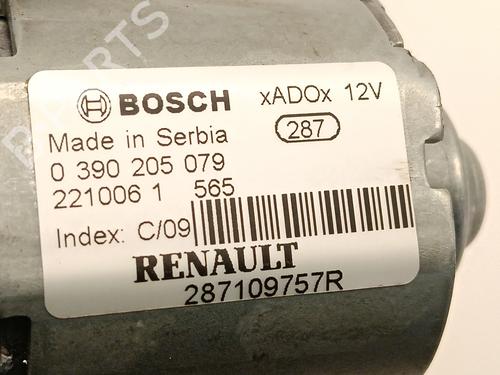 BOSCH xADOx 12V
Made in Serbia 287
0 390 205 079
221006 1 565
Index: C/09
RENAULT
287109757R